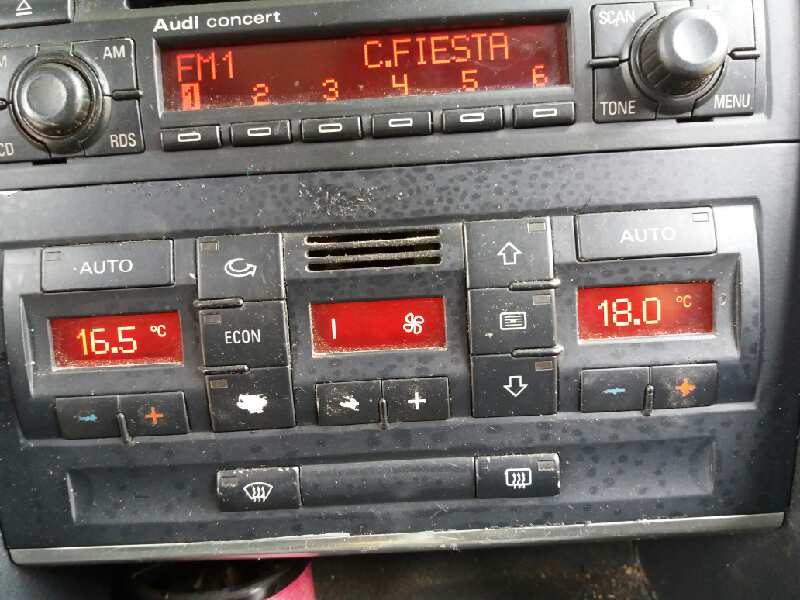 Audi concert
AM
SCAN
FM1 C.FIESTA
1 2 3 4 5 6
CD RDS
TONE MENU
AUTO
AUTO
16.5 °C
ECON
18.0 °C
+
+
+